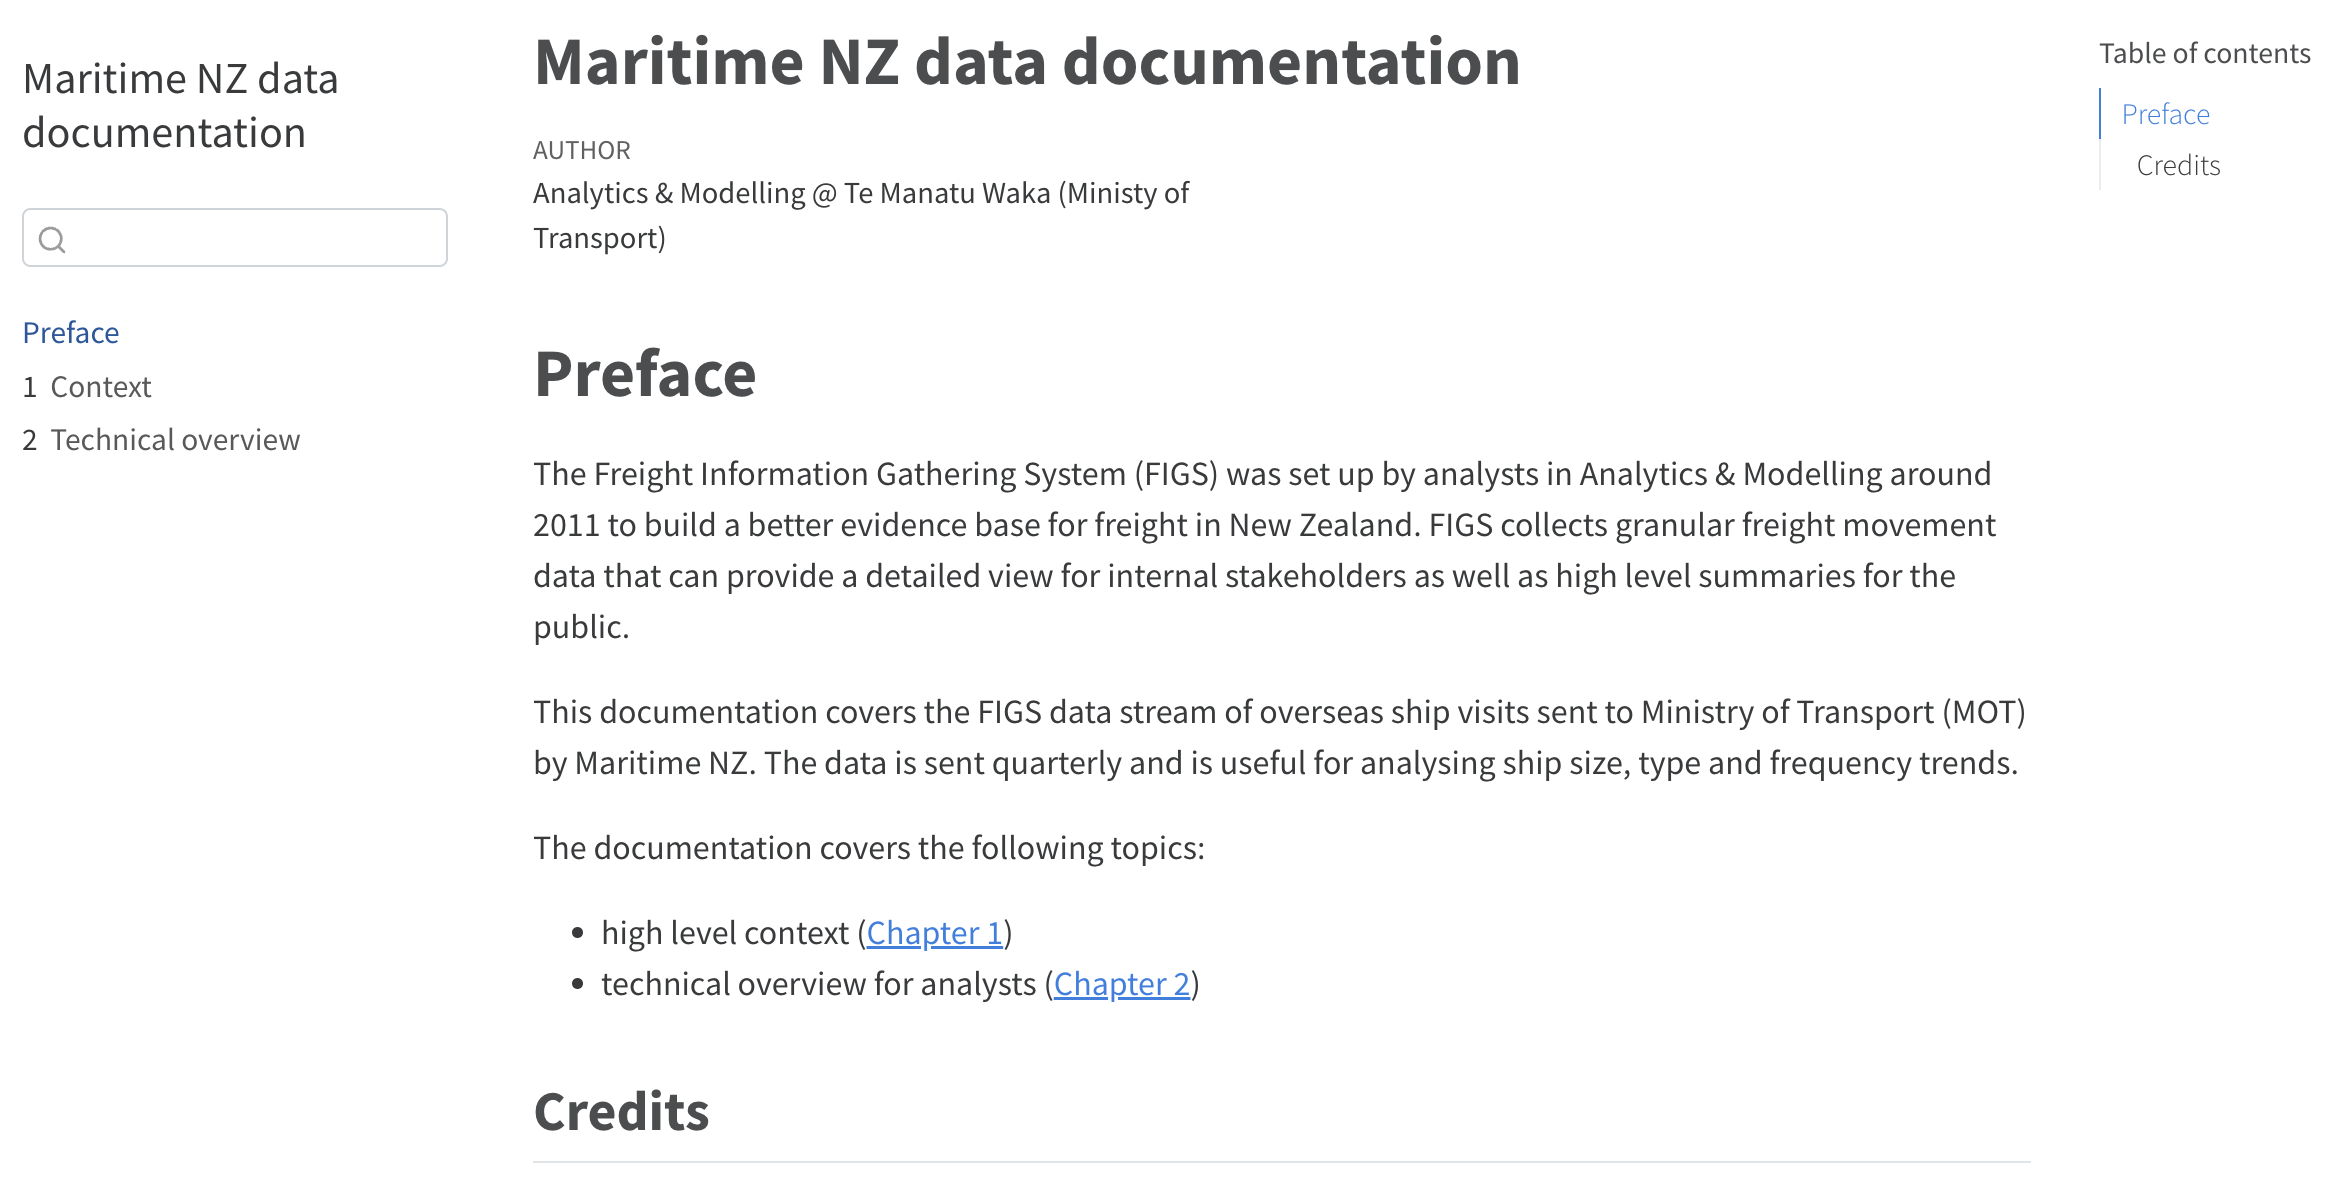 Maritime NZ data
documentation
Preface
1 Context
2 Technical overview
Maritime NZ data documentation
AUTHOR
Analytics & Modelling @ Te Manatu Waka (Ministy of
Transport)
Preface
The Freight Information Gathering System (FIGS) was set up by analysts in Analytics & Modelling around
2011 to build a better evidence base for freight in New Zealand. FIGS collects granular freight movement
data that can provide a detailed view for internal stakeholders as well as high level summaries for the
public.
This documentation covers the FIGS data stream of overseas ship visits sent to Ministry of Transport (MOT)
by Maritime NZ. The data is sent quarterly and is useful for analysing ship size, type and frequency trends.
The documentation covers the following topics:
• high level context (Chapter 1)
• technical overview for analysts (Chapter 2)
Credits
Table of contents
Preface
Credits